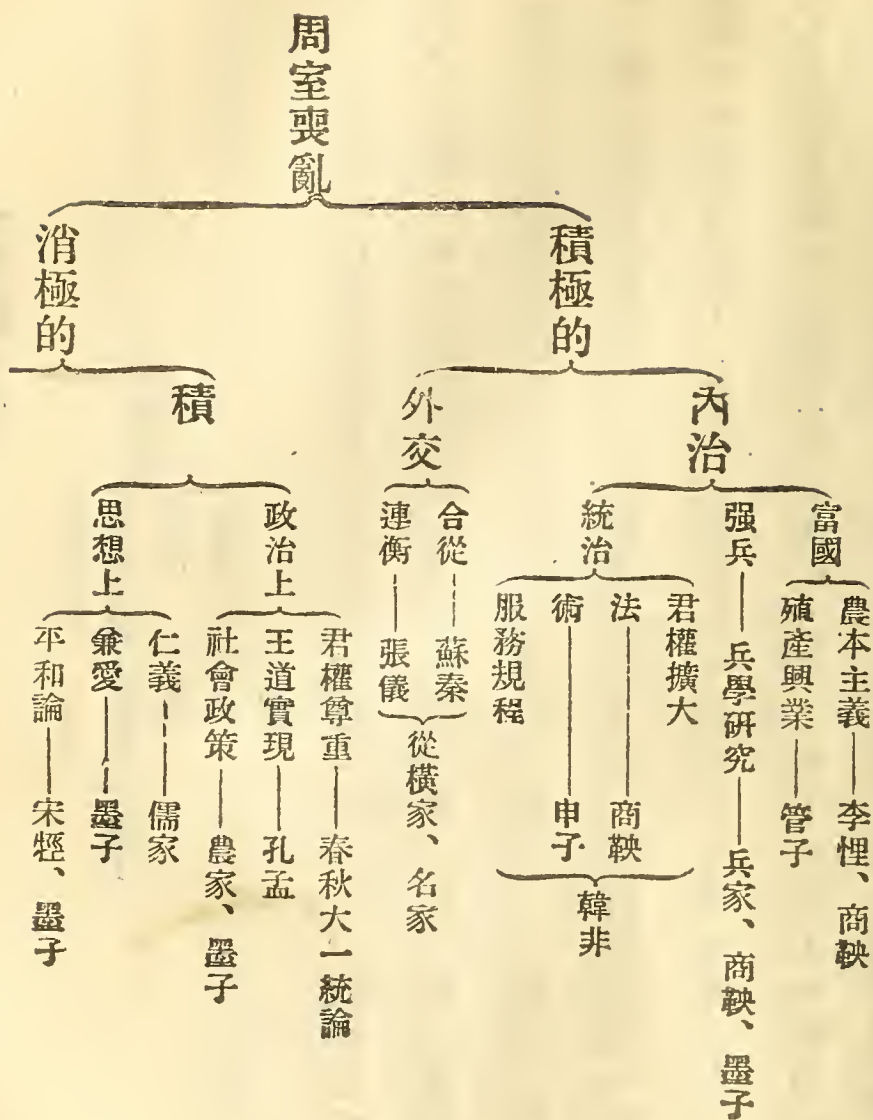 周室喪亂
積極的
內治
富國
農本主義——李悝、商鞅
殖產興業——管子
强兵——兵學硏究——兵家、商鞅、墨子
統治
君權擴大
法——商鞅
術——申子
服務規程
韓非
外交
合從——蘇秦
連衡——張儀
從橫家、名家
消極的
積
政治上
君權尊重——春秋大一統論
王道實現——孔孟
社會政策——農家、墨子
思想上
仁義——儒家
兼愛——墨子
平和論——宋牼、墨子